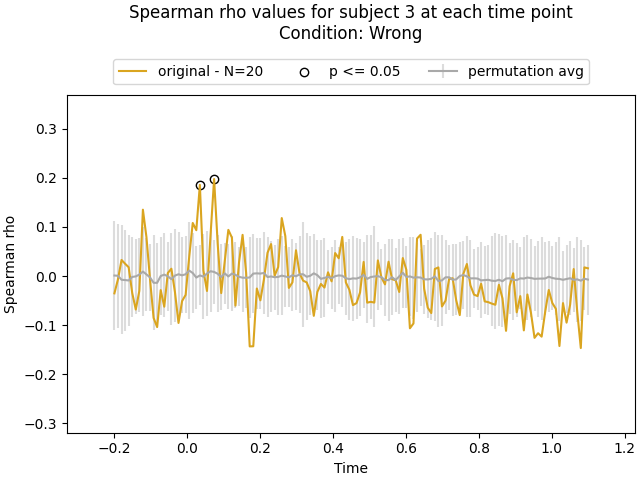 Spearman rho values for subject 3 at each time point
Condition: Wrong
original - N=20
p <= 0.05
permutation avg
0.3
0.2
0.1
0.0
−0.1
−0.2
−0.3
Spearman rho
−0.2
0.0
0.2
0.4
0.6
0.8
1.0
1.2
Time